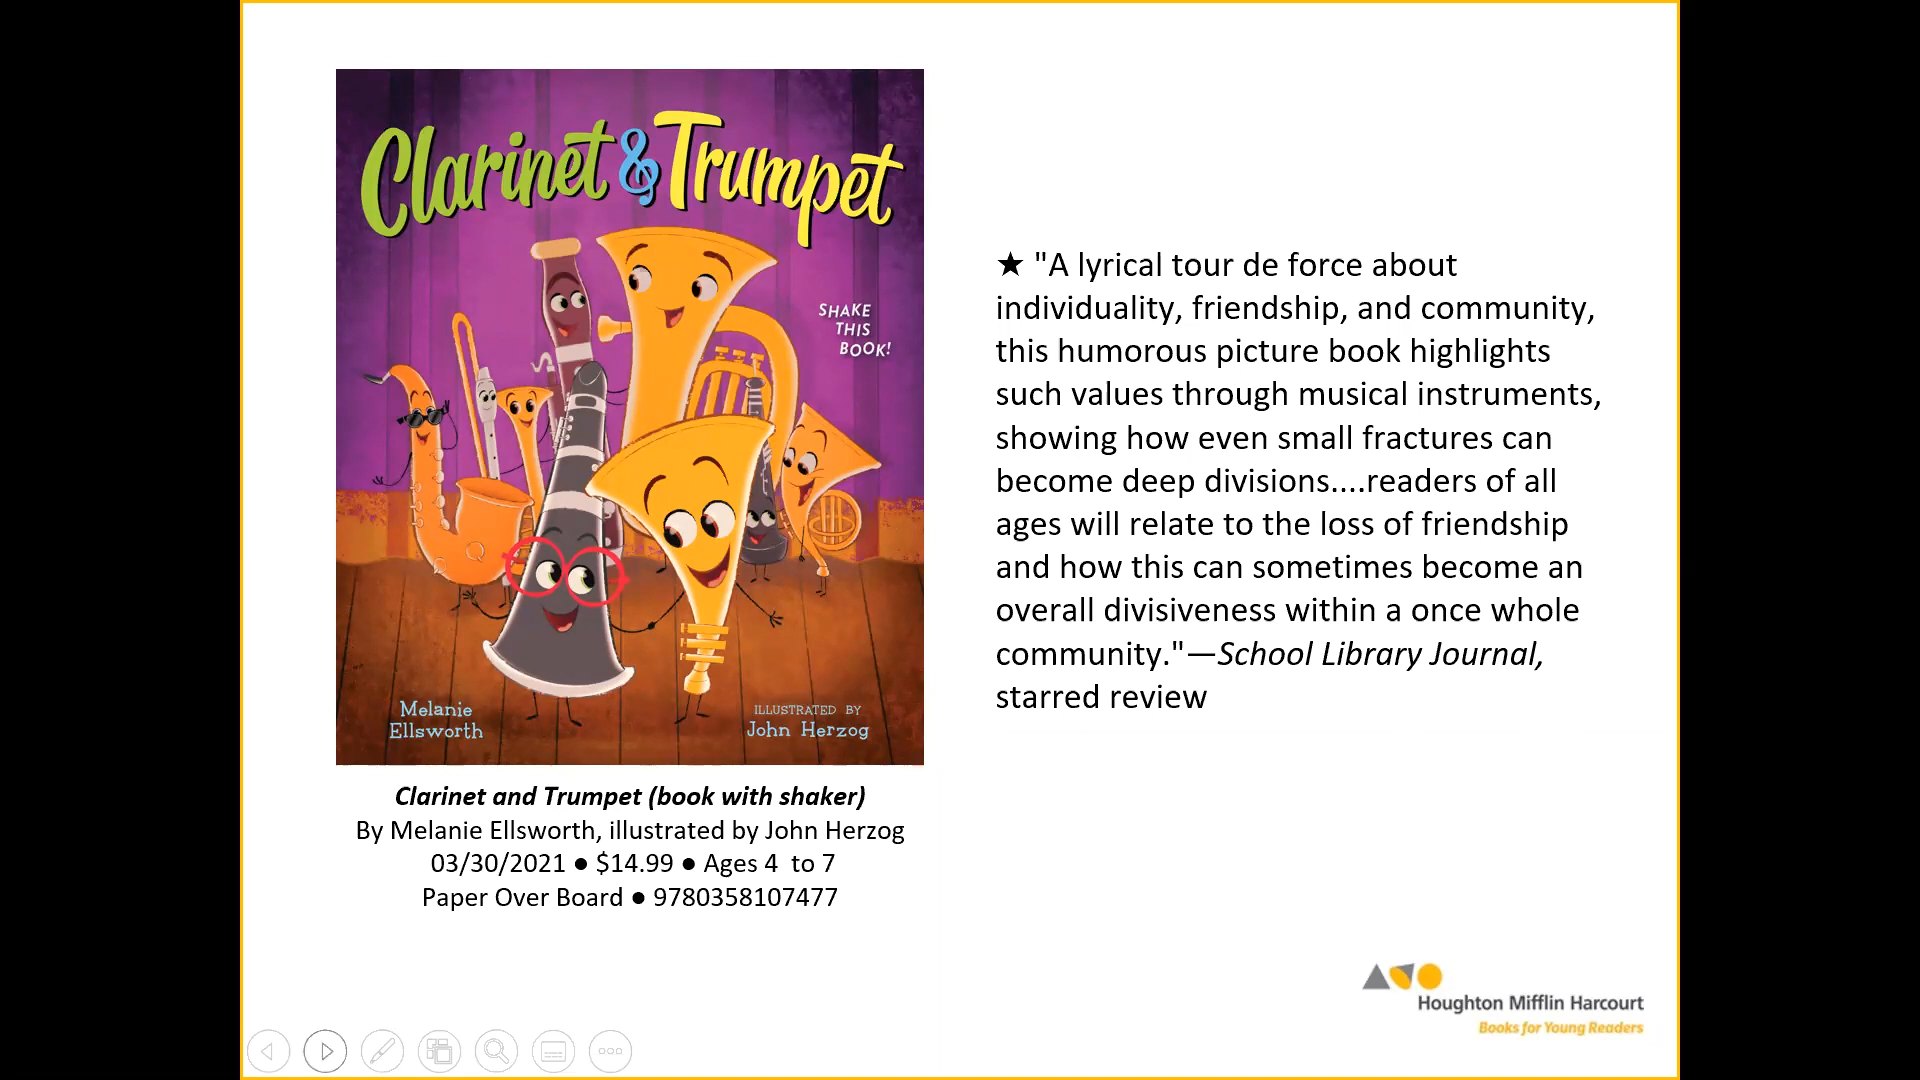 Clarinet & Trumpet
SHAKE
THIS
BOOK!
Melanie
Ellsworth
ILLUSTRATED BY
John Herzog
Clarinet and Trumpet (book with shaker)
By Melanie Ellsworth, illustrated by John Herzog
03/30/2021 ● $14.99 ● Ages 4  to 7
Paper Over Board ● 9780358107477
★ "A lyrical tour de force about
individuality, friendship, and community,
this humorous picture book highlights
such values through musical instruments,
showing how even small fractures can
become deep divisions....readers of all
ages will relate to the loss of friendship
and how this can sometimes become an
overall divisiveness within a once whole
community."—School Library Journal,
starred review
Houghton Mifflin Harcourt
Books for Young Readers